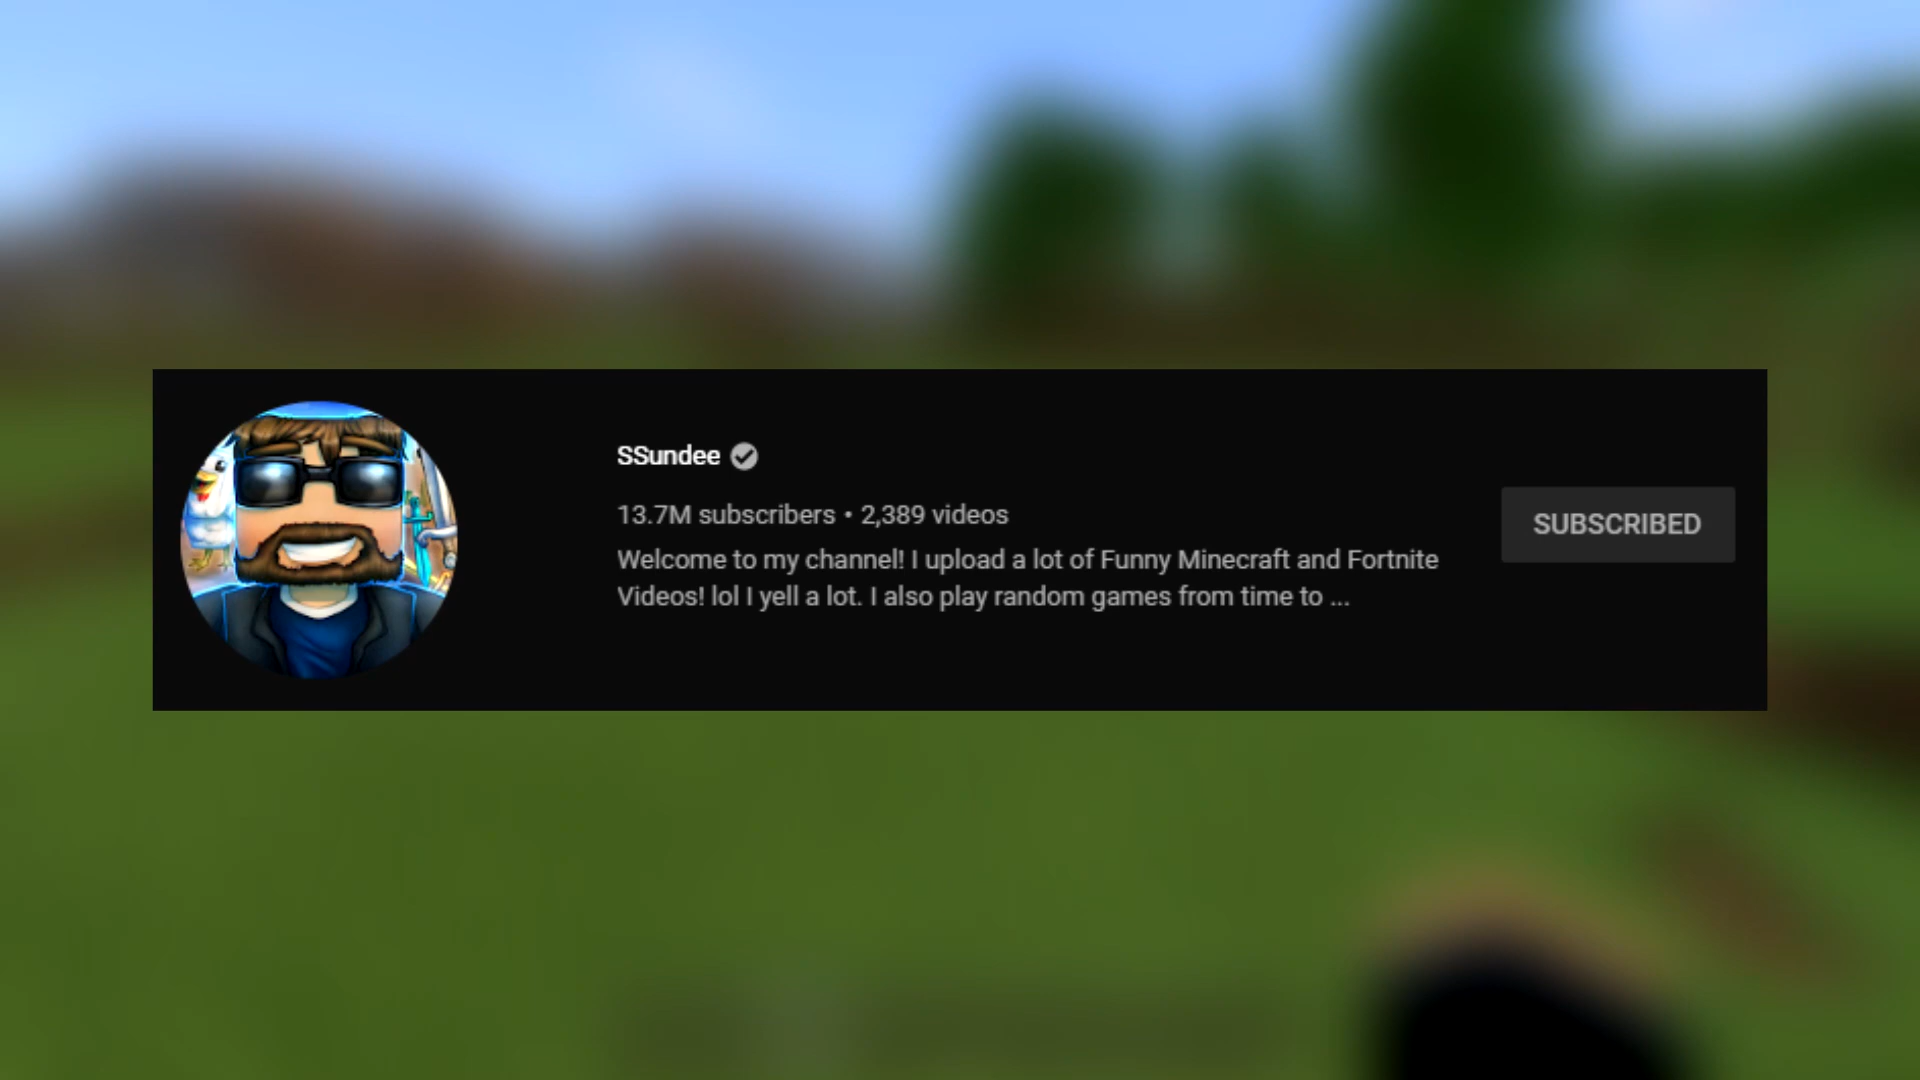 SSundee
13.7M subscribers • 2,389 videos
Welcome to my channel! I upload a lot of Funny Minecraft and Fortnite
Videos! lol I yell a lot. I also play random games from time to ...
SUBSCRIBED